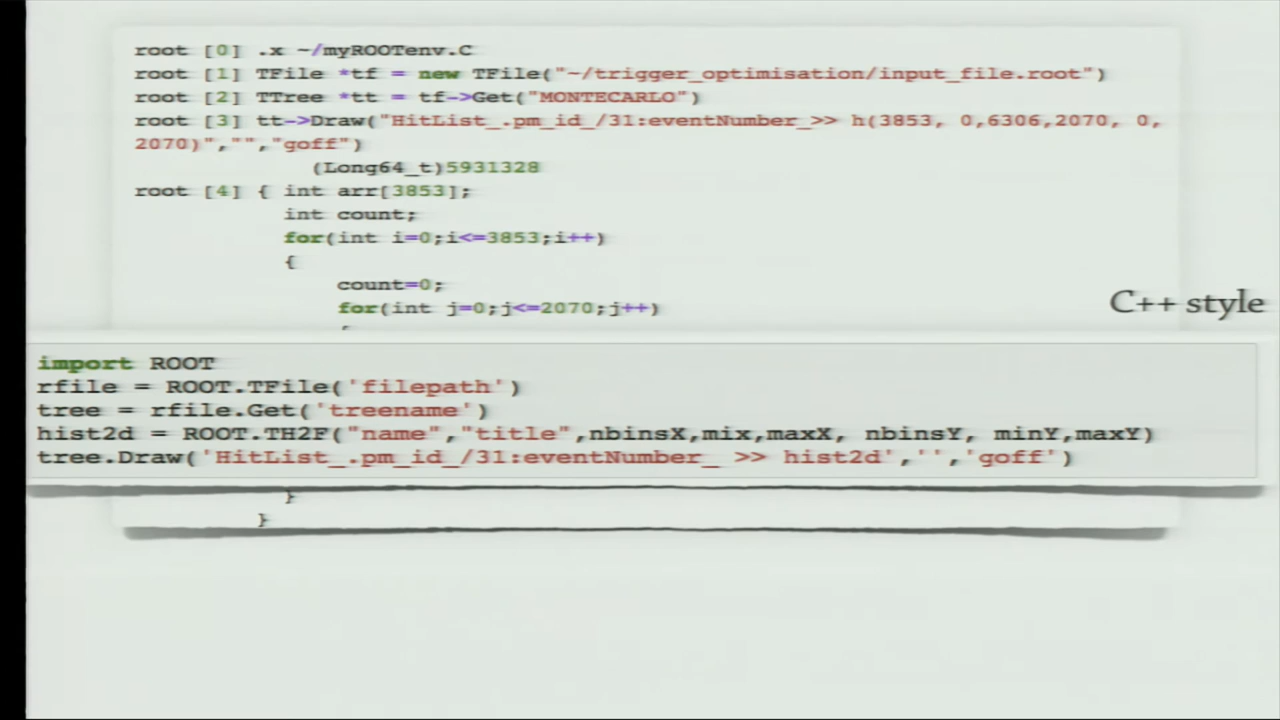 root [0] .x ~/myROOTenv.C
root [1] TFile *tf = new TFile("~/trigger_optimisation/input_file.root")
root [2] TTree *tt = tf->Get("MONTECARLO")
root [3] tt->Draw("HitList_.pm_id_/31:eventNumber_>> h(3853, 0,6306,2070, 0,
2070)","","goff")
(Long64_t)5931328
root [4] { int arr[3853];
int count;
for(int i=0;i<=3853;i++)
{
count=0;
for(int j=0;j<=2070;j++)
C++ style
import ROOT
rfile = ROOT.TFile('filepath')
tree = rfile.Get('treename')
hist2d = ROOT.TH2F("name","title",nbinsX,mix,maxX, nbinsY, minY,maxY)
tree.Draw('HitList_.pm_id_/31:eventNumber_ >> hist2d','','goff')
}
}